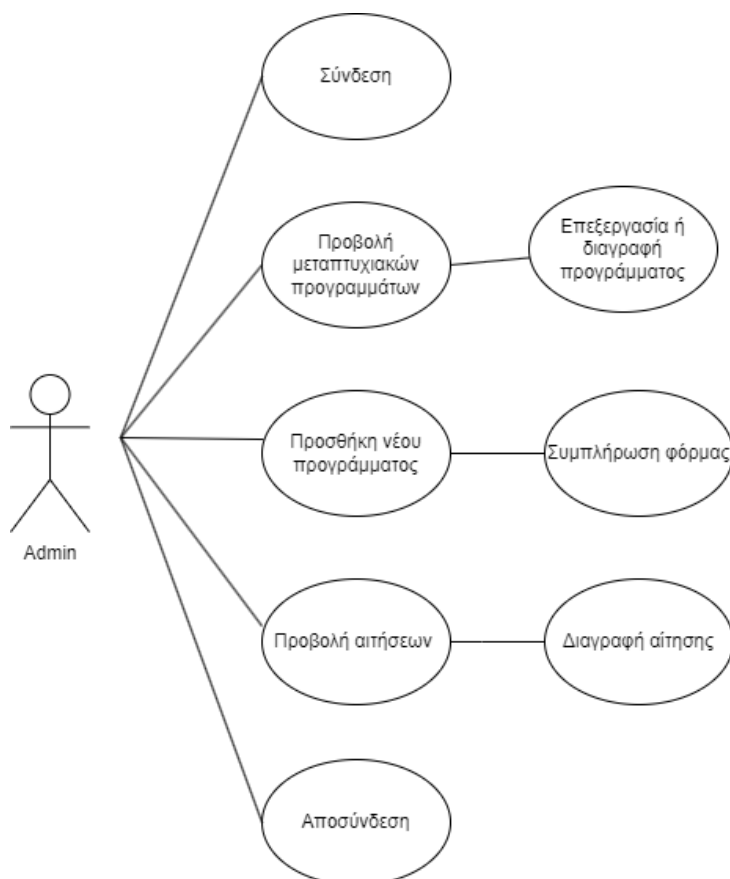 Σύνδεση
Προβολή
μεταπτυχιακών
προγραμμάτων
Επεξεργασία ή
διαγραφή
προγράμματος
Προσθήκη νέου
προγράμματος
Συμπλήρωση φόρμας
Admin
Προβολή αιτήσεων
Διαγραφή αίτησης
Αποσύνδεση